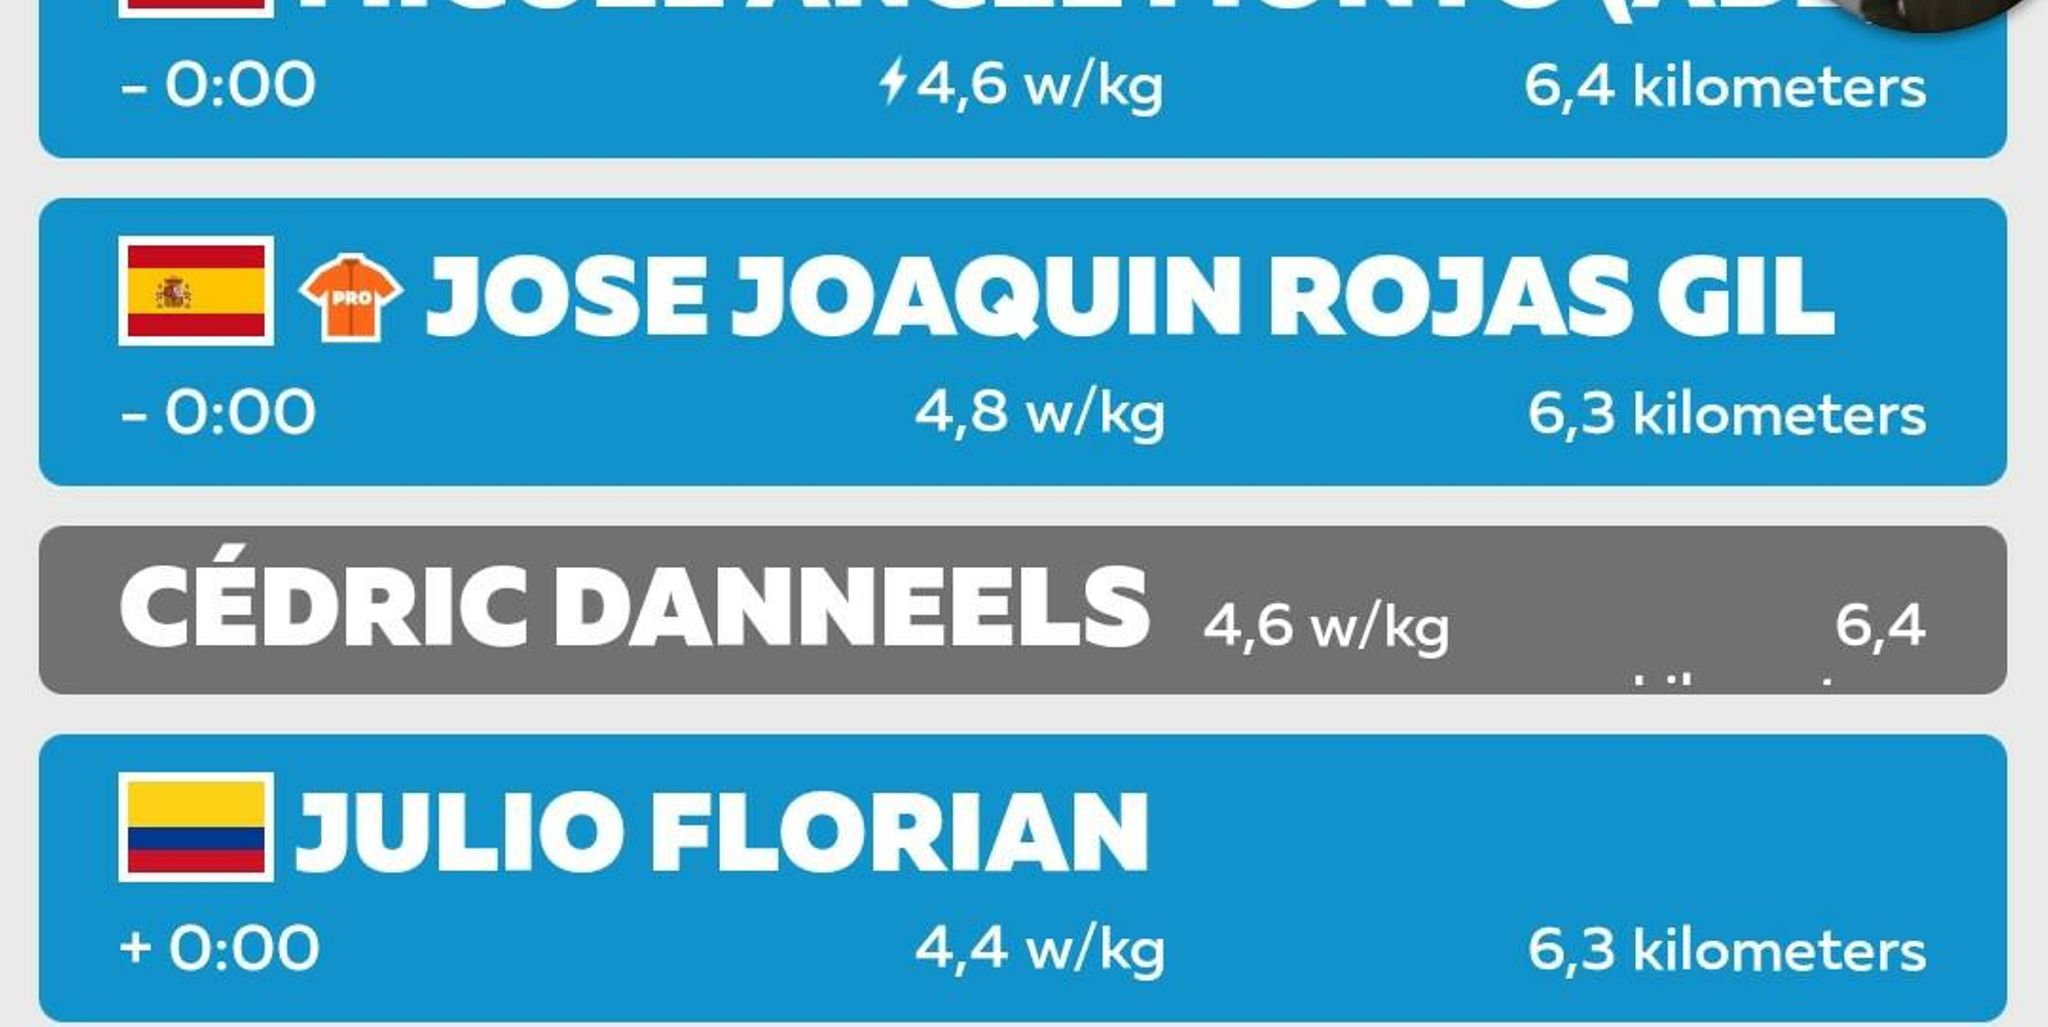 - 0:00 4,6 w/kg 6,4 kilometers
PRO JOSE JOAQUIN ROJAS GIL
- 0:00 4,8 w/kg 6,3 kilometers
CÉDRIC DANNEELS 4,6 w/kg 6,4
JULIO FLORIAN
+ 0:00 4,4 w/kg 6,3 kilometers